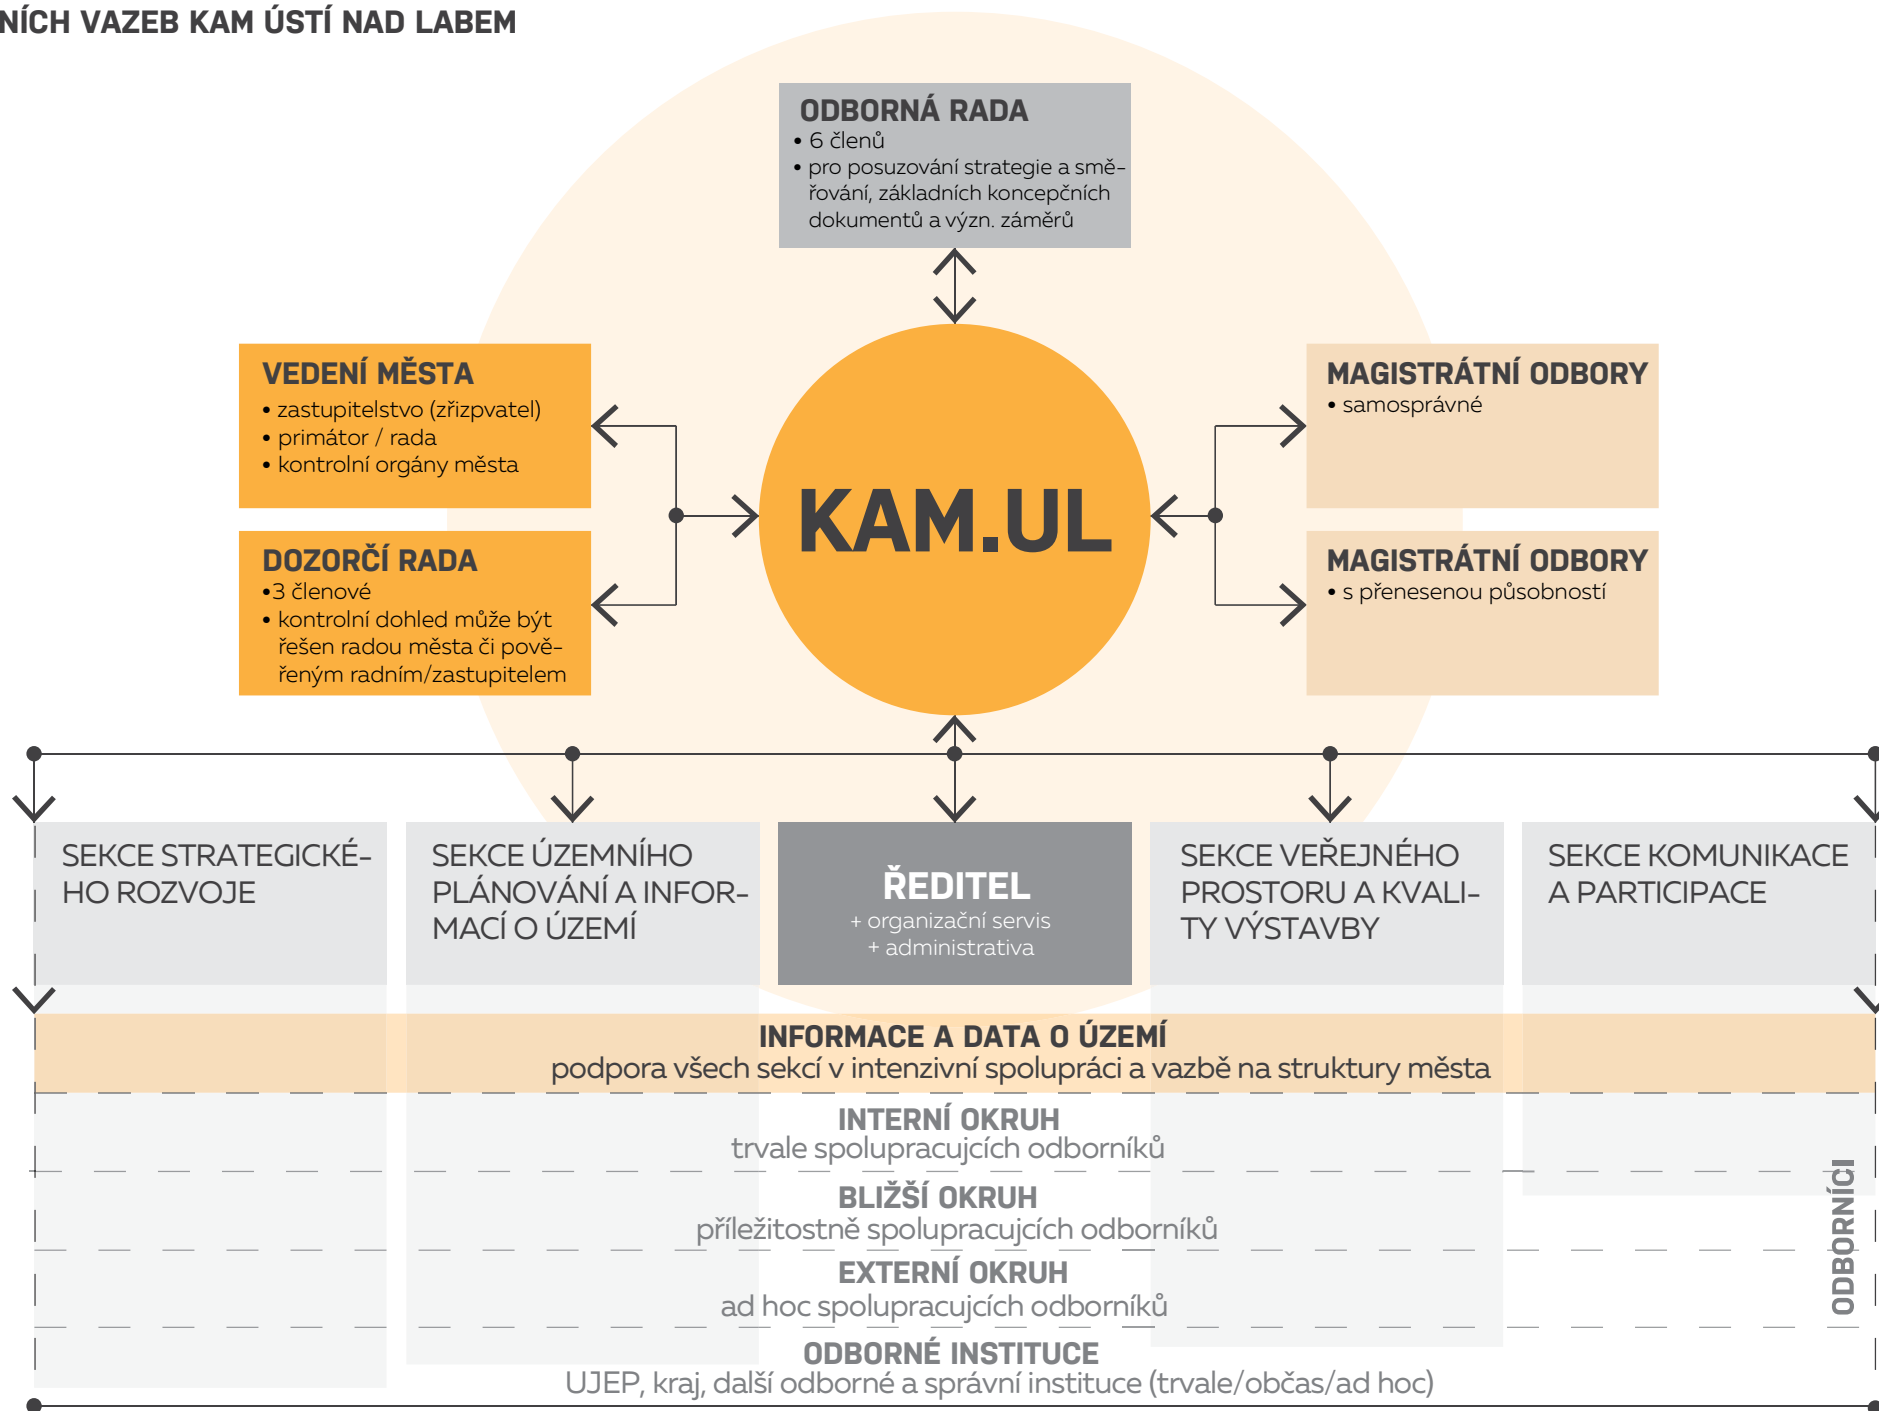 NÍCH VAZEB KAM ÚSTÍ NAD LABEM
ODBORNÁ RADA
• 6 členů
• pro posuzování strategie a smě-
řování, základních koncepčních
dokumentů a význ. záměrů
VEDENÍ MĚSTA
• zastupitelstvo (zřizpvatel)
• primátor / rada
• kontrolní orgány města
MAGISTRÁTNÍ ODBORY
• samosprávné
KAM.UL
DOZORČÍ RADA
•3 členové
• kontrolní dohled může být
řešen radou města či pově-
řeným radním/zastupitelem
MAGISTRÁTNÍ ODBORY
• s přenesenou působností
SEKCE STRATEGICKÉ-
HO ROZVOJE
SEKCE ÚZEMNÍHO
PLÁNOVÁNÍ A INFOR-
MACÍ O ÚZEMÍ
ŘEDITEL
+ organizační servis
+ administrativa
SEKCE VEŘEJNÉHO
PROSTORU A KVALI-
TY VÝSTAVBY
SEKCE KOMUNIKACE
A PARTICIPACE
INFORMACE A DATA O ÚZEMÍ
podpora všech sekcí v intenzivní spolupráci a vazbě na struktury města
INTERNÍ OKRUH
trvale spolupracujcích odborníků
BLIŽŠÍ OKRUH
příležitostně spolupracujcích odborníků
EXTERNÍ OKRUH
ad hoc spolupracujcích odborníků
ODBORNÉ INSTITUCE
UJEP, kraj, další odborné a správní instituce (trvale/občas/ad hoc)
ODBORNÍCI